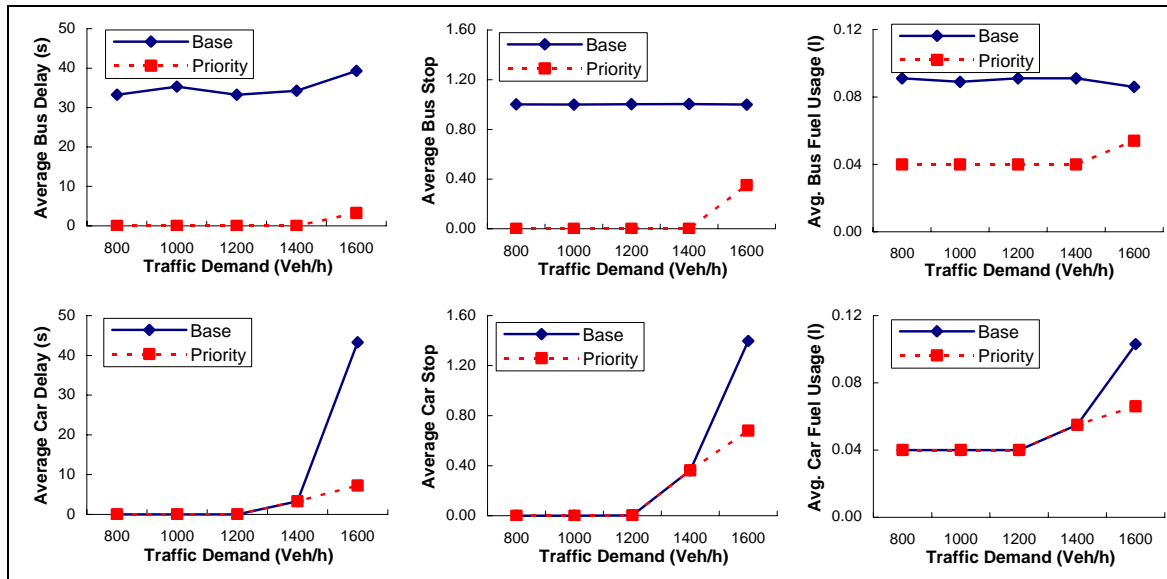 Average Bus Delay (s)
50
40
30
20
10
0
Base
Priority
800 1000 1200 1400 1600
Traffic Demand (Veh/h)
Average Bus Stop
1.60
1.20
0.80
0.40
0.00
Base
Priority
800 1000 1200 1400 1600
Traffic Demand (Veh/h)
Avg. Bus Fuel Usage (l)
0.12
0.08
0.04
0.00
Base
Priority
800 1000 1200 1400 1600
Traffic Demand (Veh/h)
Average Car Delay (s)
50
40
30
20
10
0
Base
Priority
800 1000 1200 1400 1600
Traffic Demand (Veh/h)
Average Car Stop
1.60
1.20
0.80
0.40
0.00
Base
Priority
800 1000 1200 1400 1600
Traffic Demand (Veh/h)
Avg. Car Fuel Usage (l)
0.12
0.08
0.04
0.00
Base
Priority
800 1000 1200 1400 1600
Traffic Demand (Veh/h)